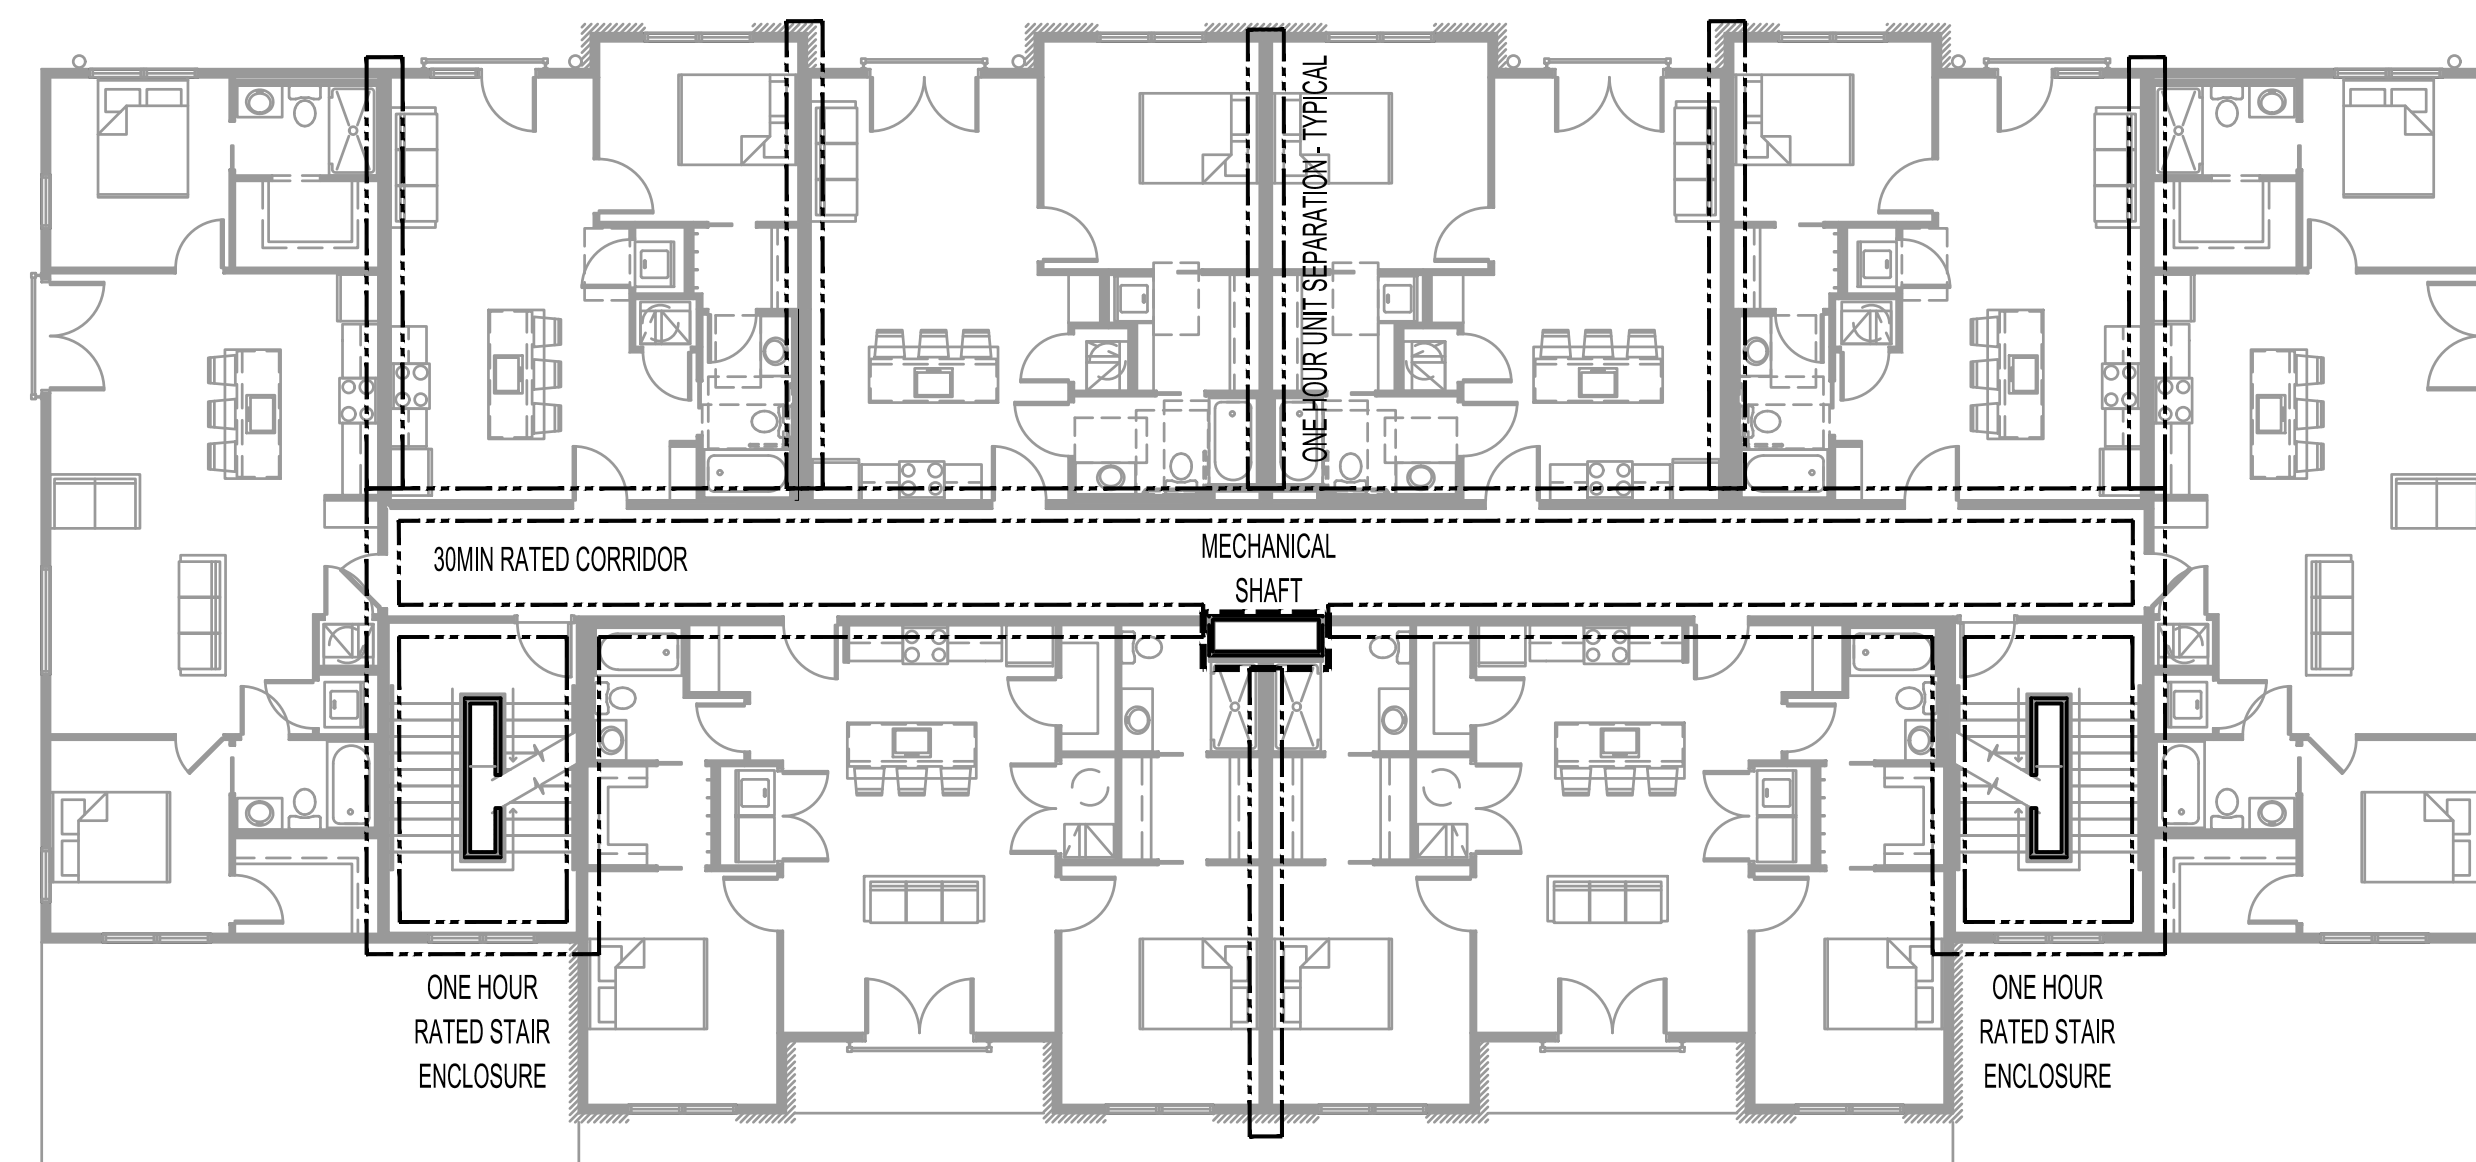 ONE HOUR UNIT SEPARATION - TYPICAL
30MIN RATED CORRIDOR
MECHANICAL
SHAFT
ONE HOUR
RATED STAIR
ENCLOSURE
ONE HOUR
RATED STAIR
ENCLOSURE